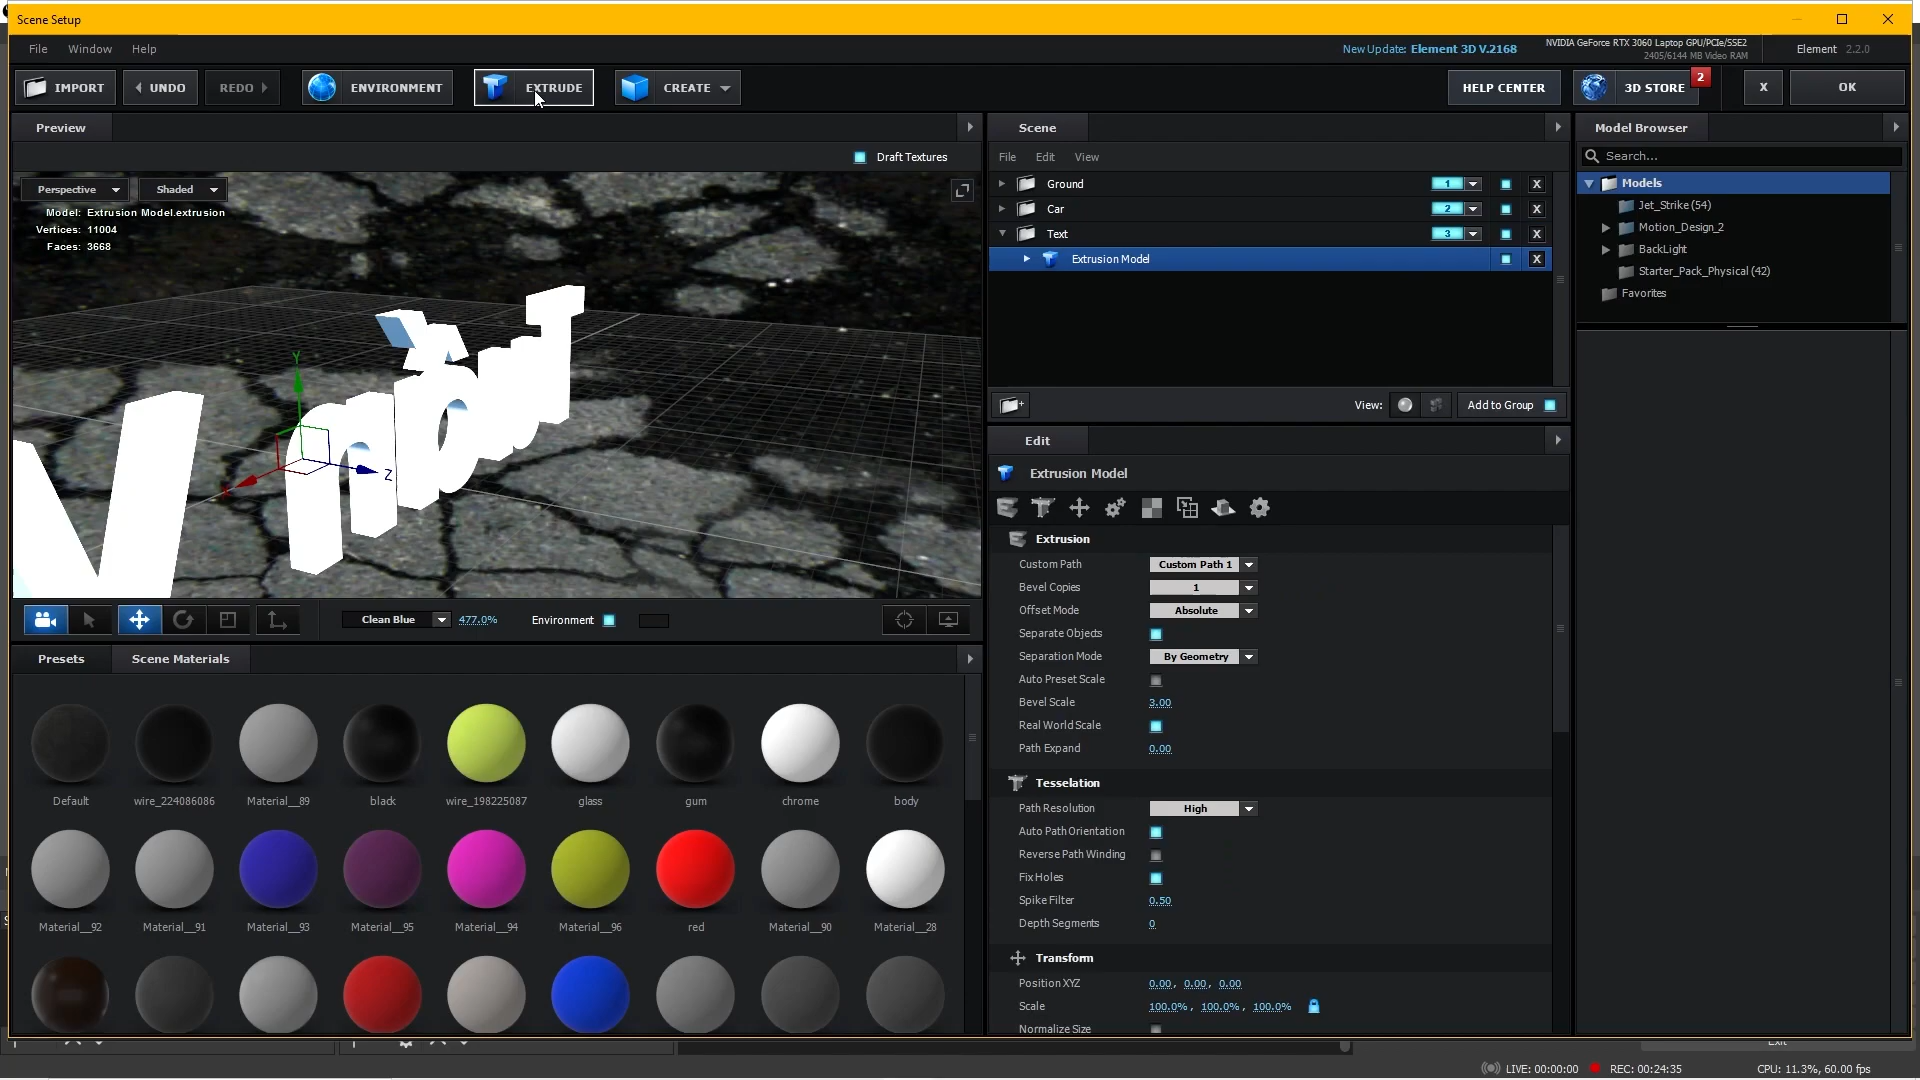 Scene Setup
File Window Help
New Update: Element 3D V.2168
NVIDIA GeForce RTX 3060 Laptop GPU/PCIe/SSE2
2405/6144 MB Video RAM
Element 2.2.0
IMPORT
UNDO
REDO
ENVIRONMENT
EXTRUDE
CREATE
HELP CENTER
3D STORE
2
X
OK
Preview
Draft Textures
Perspective
Shaded
Model: Extrusion Model.extrusion
Vertices: 11004
Faces: 3668
Y
Z
Clean Blue
477.0%
Environment
Presets
Scene Materials
Default
wire_224086086
Material__89
black
wire_198225087
glass
gum
chrome
body
Material__92
Material__91
Material__93
Material__95
Material__94
Material__96
red
Material__90
Material__28
Scene
File Edit View
Ground
1
X
Car
2
X
Text
3
X
Extrusion Model
X
View:
Add to Group
Edit
Extrusion Model
Extrusion
Custom Path
Custom Path 1
Bevel Copies
1
Offset Mode
Absolute
Separate Objects
Separation Mode
By Geometry
Auto Preset Scale
Bevel Scale
3.00
Real World Scale
Path Expand
0.00
Tesselation
Path Resolution
High
Auto Path Orientation
Reverse Path Winding
Fix Holes
Spike Filter
0.50
Depth Segments
0
Transform
Position XYZ
0.00, 0.00, 0.00
Scale
100.0%, 100.0%, 100.0%
Normalize Size
Model Browser
Search...
Models
Jet_Strike (54)
Motion_Design_2
BackLight
Starter_Pack_Physical (42)
Favorites
Exit
LIVE: 00:00:00
REC: 00:24:35
CPU: 11.3%, 60.00 fps